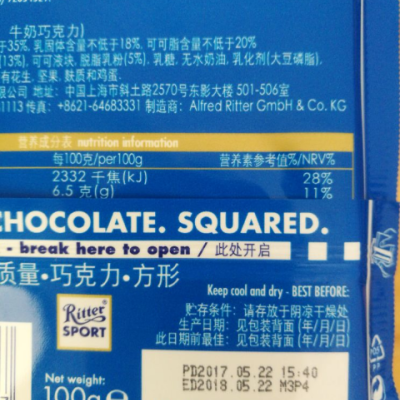 牛奶巧克力)
于35%, 乳固体含量不低于18%, 可可脂含量不低于20%
(13%), 可可液块, 脱脂乳粉(5%), 乳糖, 无水奶油, 乳化剂(大豆磷脂),
有花生, 坚果, 麸质和鸡蛋.
公司 地址: 中国上海市斜土路2570号东影大楼 501-506室
1113 传真: +8621-64683331 制造商: Alfred Ritter GmbH & Co. KG
营养成分表 nutrition information
每100克/per100g 营养素参考值%/NRV%
2332 千焦(kJ) 28%
6.5 克(g) 11%
CHOCOLATE. SQUARED.
- break here to open / 此处开启
质量•巧克力•方形
Keep cool and dry - BEST BEFORE:
贮存条件: 请存放于阴凉干燥处
生产日期: 见包装背面 (年/月/日)
此日期前最佳: 见包装背面 (年/月/日)
Ritter
SPORT
PD2017.05.22 15:40
ED2018.05.22 M3P4
Net weight:
100g e